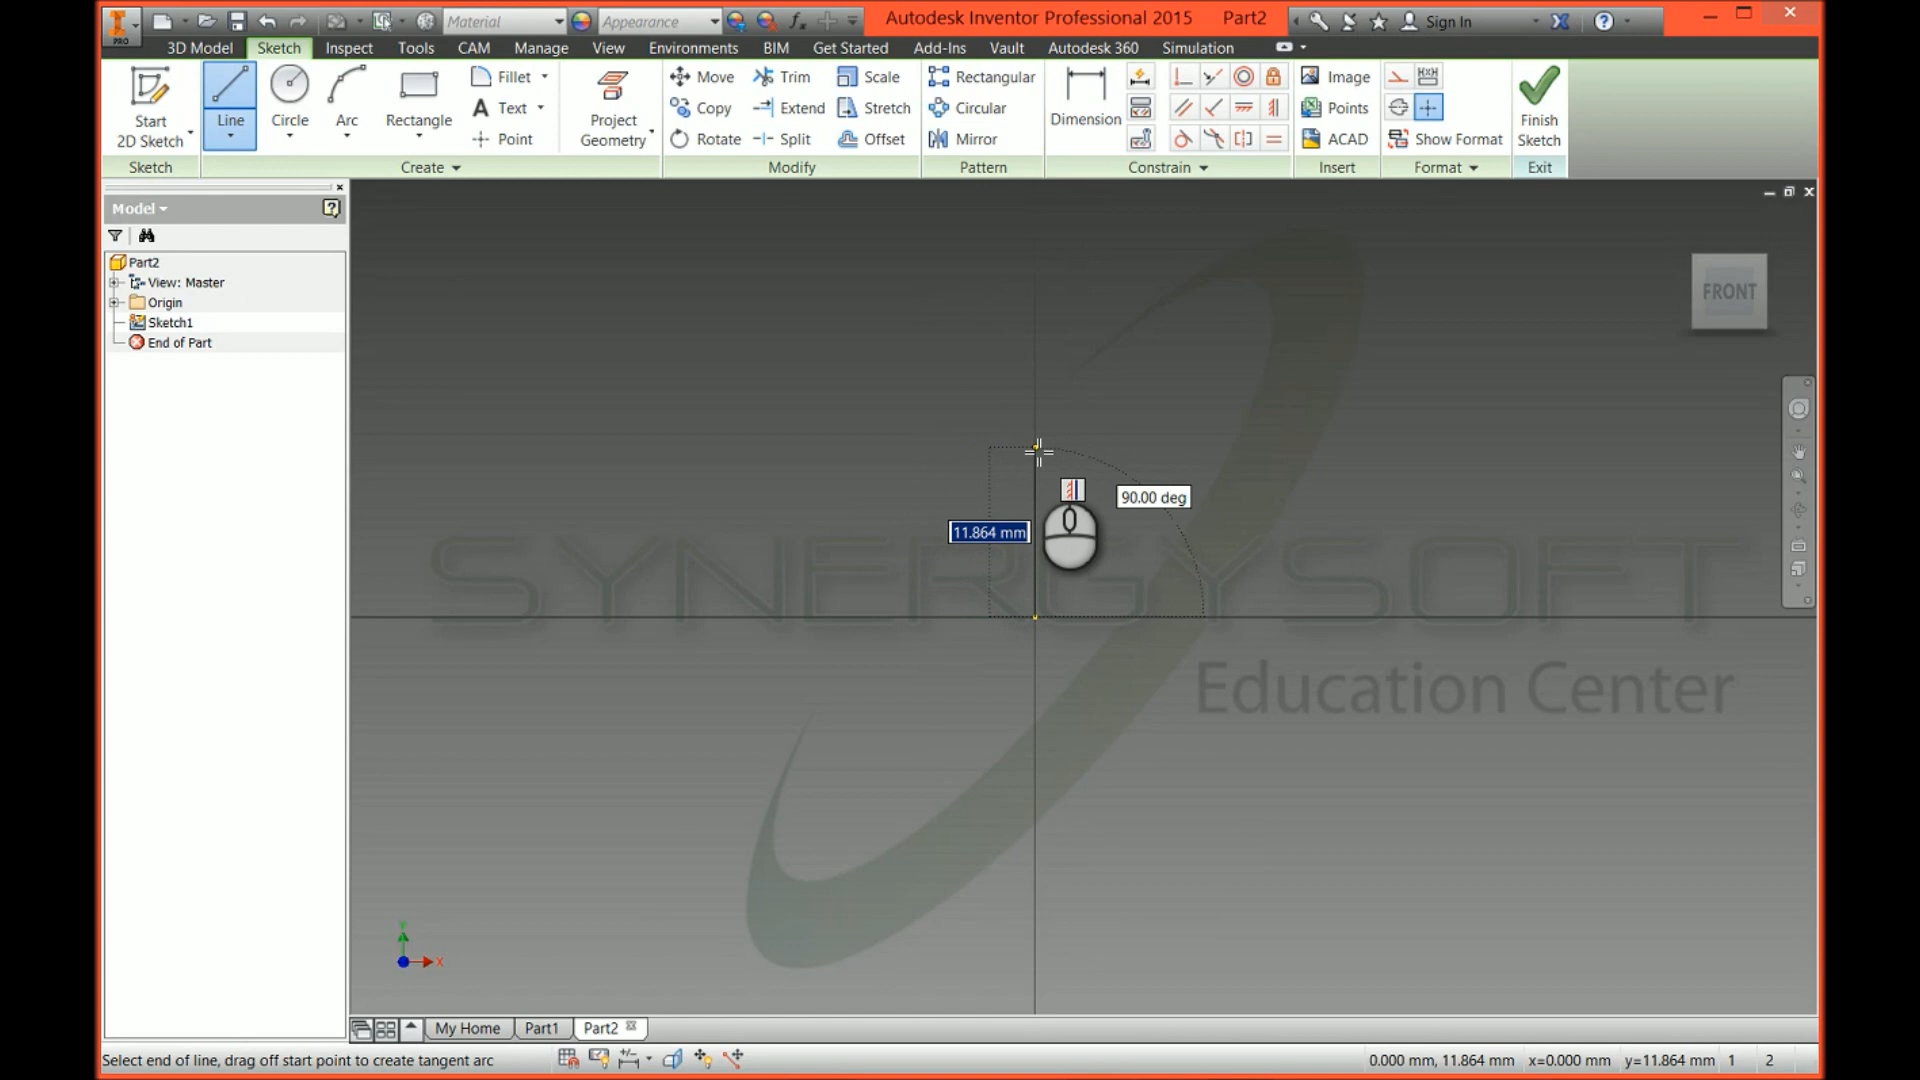 PRO
Material
Appearance
Autodesk Inventor Professional 2015 Part2
Sign In
3D Model Sketch Inspect Tools CAM Manage View Environments BIM Get Started Add-Ins Vault Autodesk 360 Simulation
Start
2D Sketch
Line
Circle
Arc
Rectangle
Fillet
Text
Point
Project
Geometry
Move
Copy
Rotate
Trim
Extend
Split
Scale
Stretch
Offset
Rectangular
Circular
Mirror
Dimension
Image
Points
ACAD
Show Format
Finish
Sketch
Sketch Create Modify Pattern Constrain Insert Format Exit
Model
Part2
View: Master
Origin
Sketch1
End of Part
FRONT
90.00 deg
11.864 mm
SYNERGYSOFT
Education Center
Y
X
My Home Part1 Part2
Select end of line, drag off start point to create tangent arc
0.000 mm, 11.864 mm x=0.000 mm y=11.864 mm 1 2